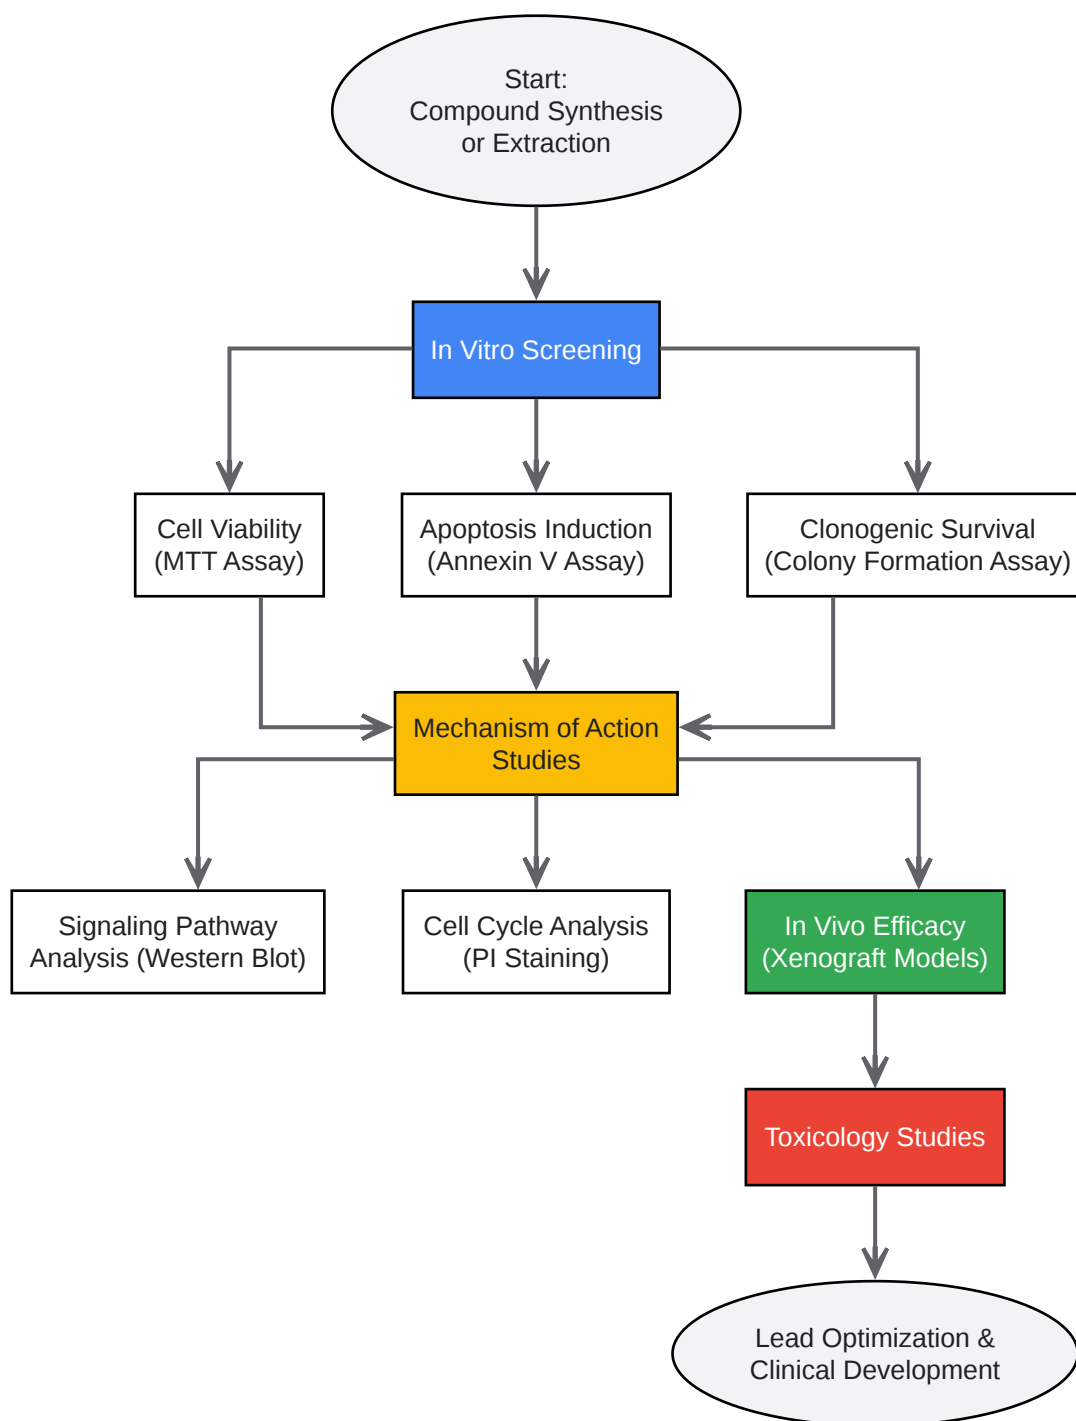 Start:
Compound Synthesis
or Extraction
In Vitro Screening
Cell Viability
(MTT Assay)
Apoptosis Induction
(Annexin V Assay)
Clonogenic Survival
(Colony Formation Assay)
Mechanism of Action
Studies
Signaling Pathway
Analysis (Western Blot)
Cell Cycle Analysis
(PI Staining)
In Vivo Efficacy
(Xenograft Models)
Toxicology Studies
Lead Optimization &
Clinical Development